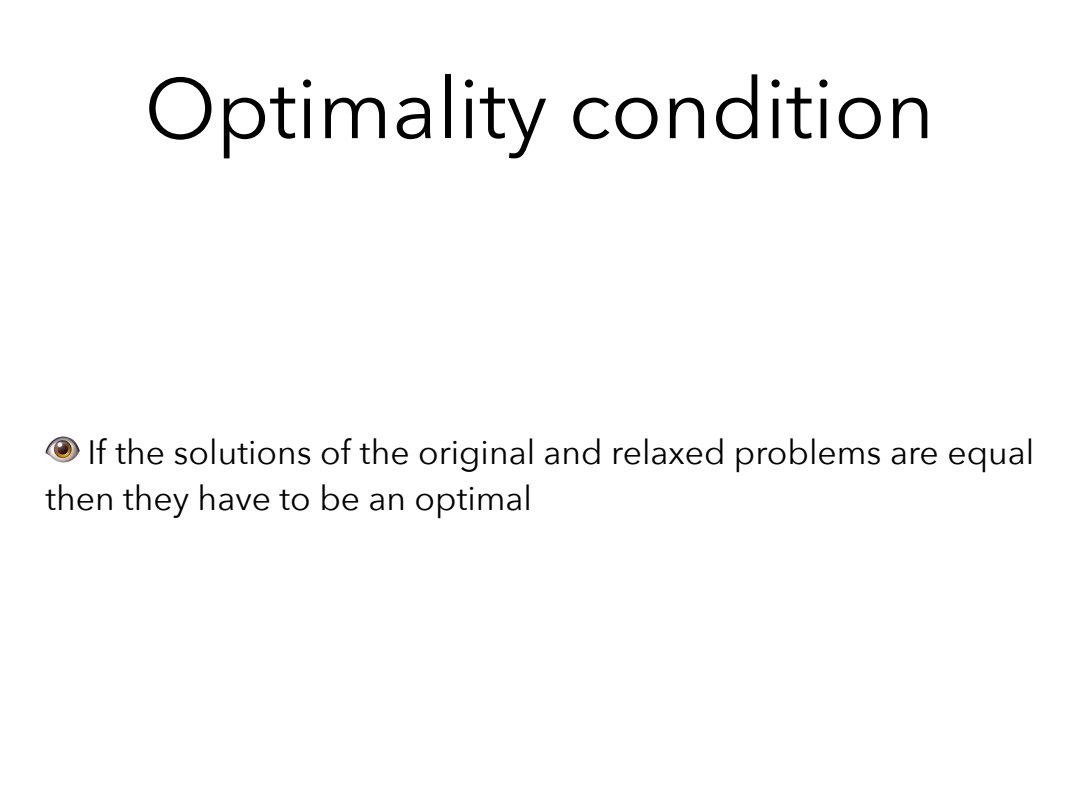 Optimality condition
👁 If the solutions of the original and relaxed problems are equal
then they have to be an optimal